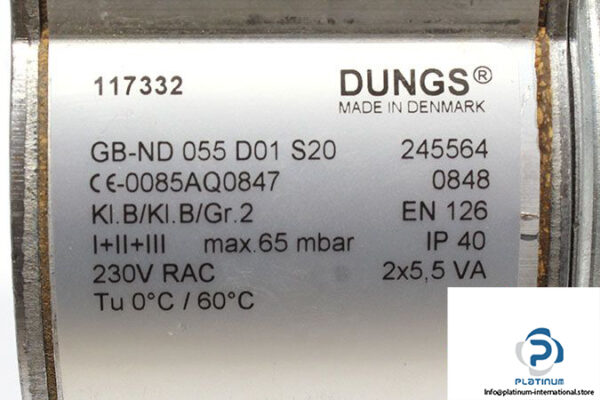 117332 DUNGS®
MADE IN DENMARK
GB-ND 055 D01 S20 245564
CE-0085AQ0847 0848
Kl.B/Kl.B/Gr.2 EN 126
I+II+III max.65 mbar IP 40
230V RAC 2x5,5 VA
Tu 0°C / 60°C
PLATINUM
Info@platinum-international.store